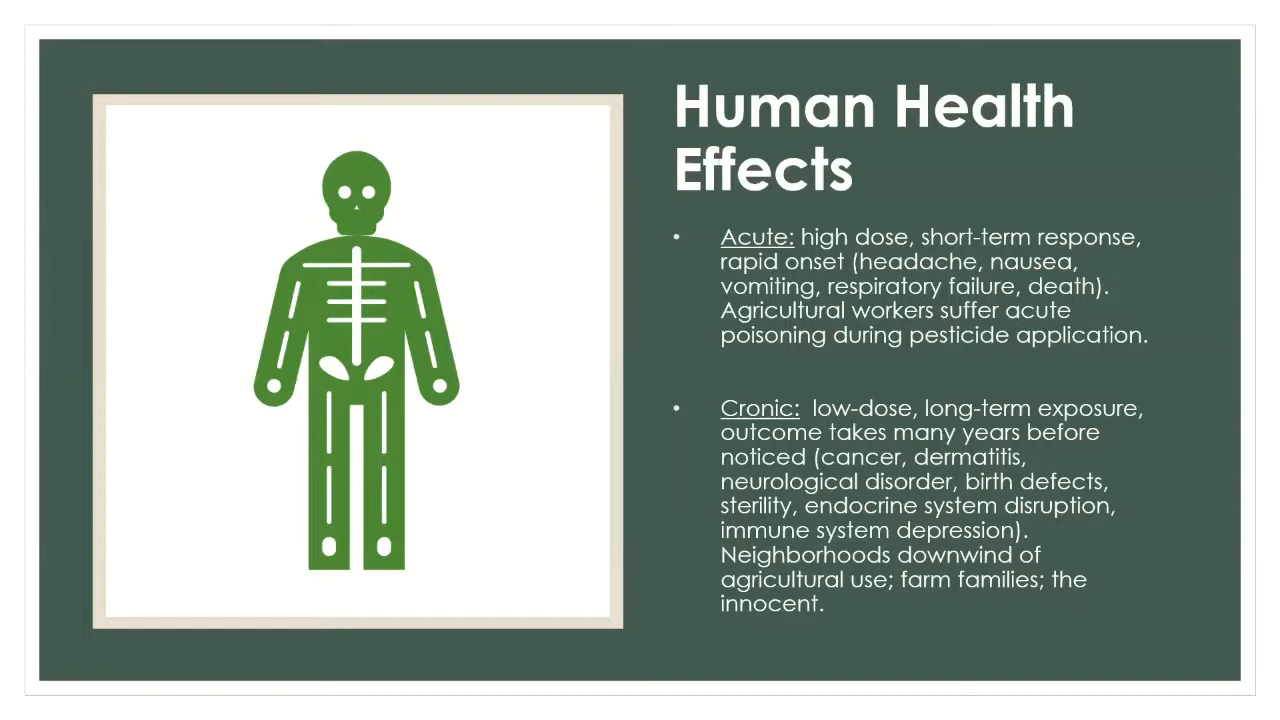 Human Health
Effects
• Acute: high dose, short-term response,
rapid onset (headache, nausea,
vomiting, respiratory failure, death).
Agricultural workers suffer acute
poisoning during pesticide application.
• Cronic:  low-dose, long-term exposure,
outcome takes many years before
noticed (cancer, dermatitis,
neurological disorder, birth defects,
sterility, endocrine system disruption,
immune system depression).
Neighborhoods downwind of
agricultural use; farm families; the
innocent.